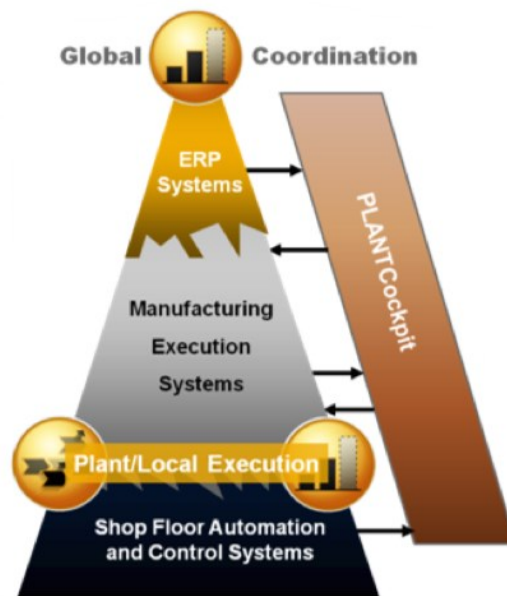 Global Coordination
ERP
Systems
PLANTCockpit
Manufacturing
Execution
Systems
Plant/Local Execution
Shop Floor Automation
and Control Systems